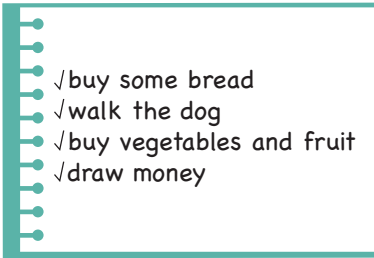 √buy some bread
√walk the dog
√buy vegetables and fruit
√draw money